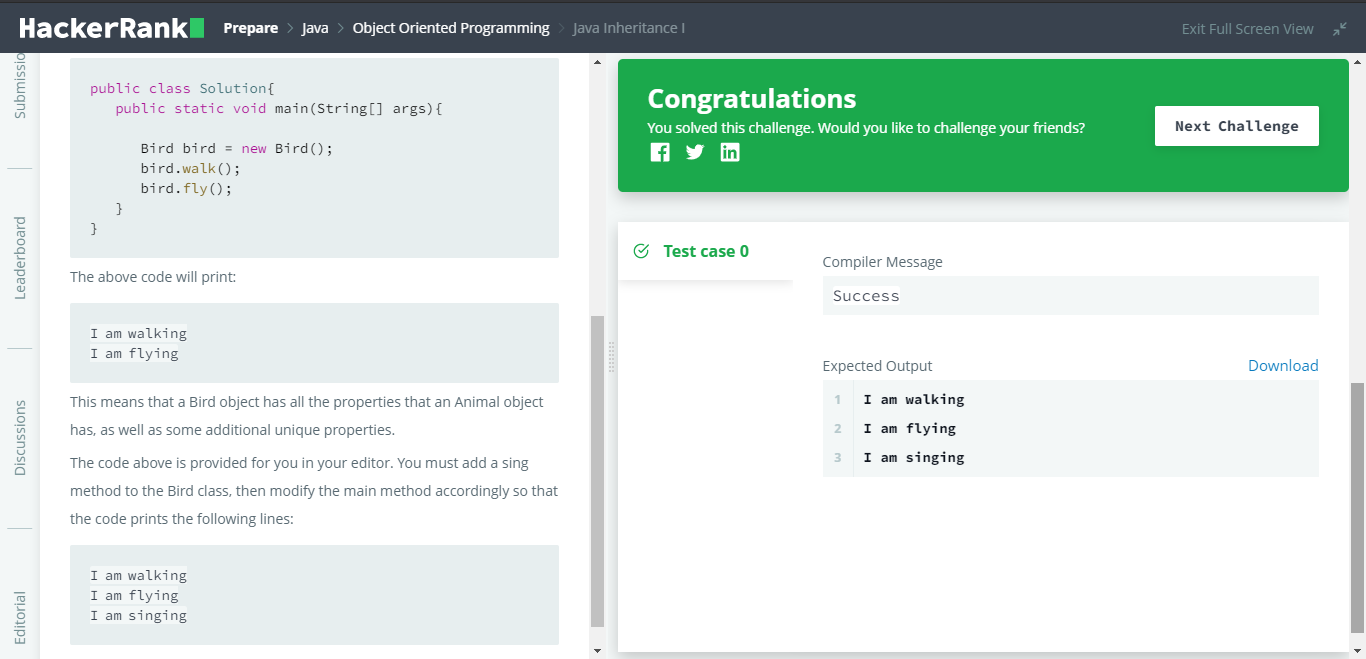 HackerRank
Prepare > Java > Object Oriented Programming > Java Inheritance I
Exit Full Screen View
Leaderboard
Discussions
Editorial
public class Solution{
public static void main(String[] args){
Bird bird = new Bird();
bird.walk();
bird.fly();
}
}
The above code will print:
I am walking
I am flying
This means that a Bird object has all the properties that an Animal object
has, as well as some additional unique properties.
The code above is provided for you in your editor. You must add a sing
method to the Bird class, then modify the main method accordingly so that
the code prints the following lines:
I am walking
I am flying
I am singing
Congratulations
You solved this challenge. Would you like to challenge your friends?
Next Challenge
Test case 0
Compiler Message
Success
Expected Output
Download
1 I am walking
2 I am flying
3 I am singing